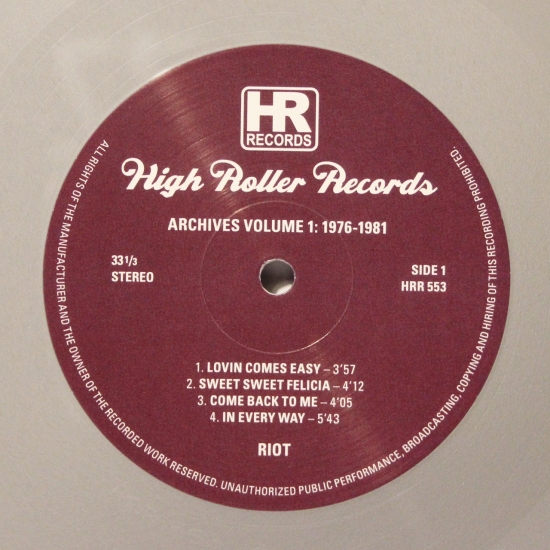 HR
RECORDS
High Roller Records
ARCHIVES VOLUME 1: 1976-1981
33 1/3
STEREO
SIDE 1
HRR 553
1. LOVIN COMES EASY – 3'57
2. SWEET SWEET FELICIA – 4'12
3. COME BACK TO ME – 4'05
4. IN EVERY WAY – 5'43
RIOT
ALL RIGHTS OF THE MANUFACTURER AND THE OWNER OF THE RECORDED WORK RESERVED. UNAUTHORIZED PUBLIC PERFORMANCE, BROADCASTING, COPYING AND HIRING OF THIS RECORDING PROHIBITED.